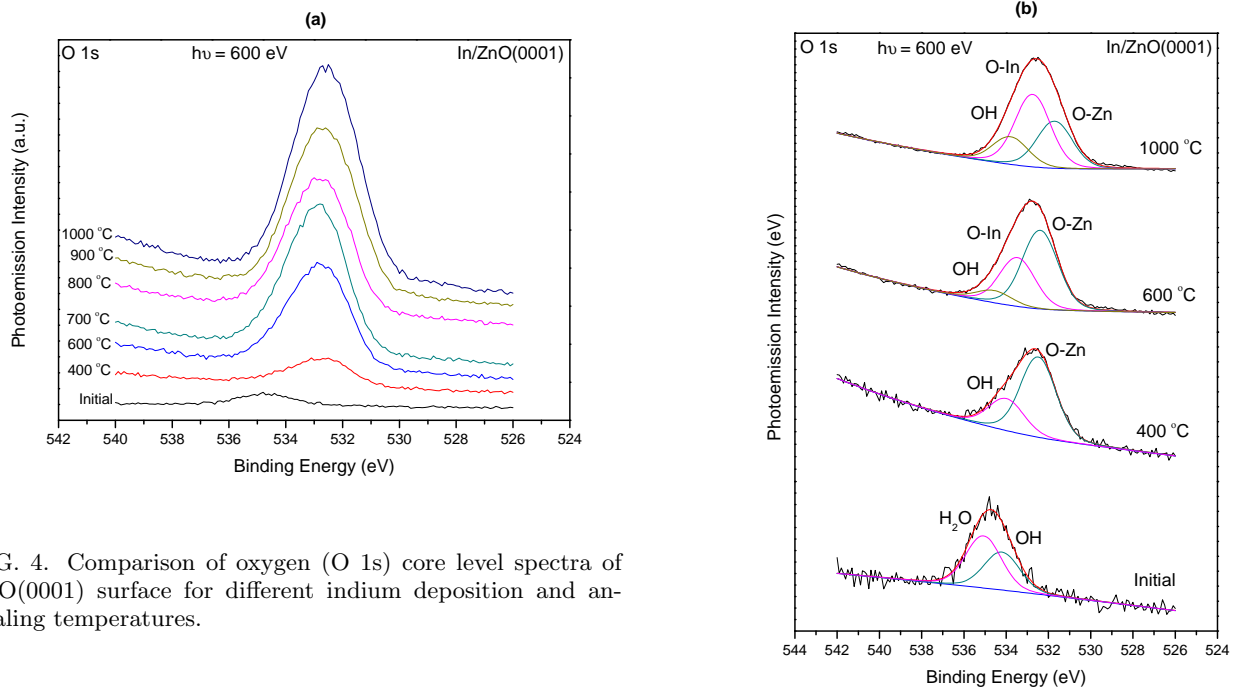 (a)
O 1s
hυ = 600 eV
In/ZnO(0001)
Photoemission Intensity (a.u.)
1000 °C
900 °C
800 °C
700 °C
600 °C
400 °C
Initial
542 540 538 536 534 532 530 528 526 524
Binding Energy (eV)
G. 4. Comparison of oxygen (O 1s) core level spectra of
O(0001) surface for different indium deposition and an-
aling temperatures.
(b)
O 1s
hυ = 600 eV
In/ZnO(0001)
Photoemission Intensity (eV)
O-In
OH
O-Zn
1000 °C
O-In
O-Zn
OH
600 °C
O-Zn
OH
400 °C
H₂O
OH
Initial
544 542 540 538 536 534 532 530 528 526 524
Binding Energy (eV)